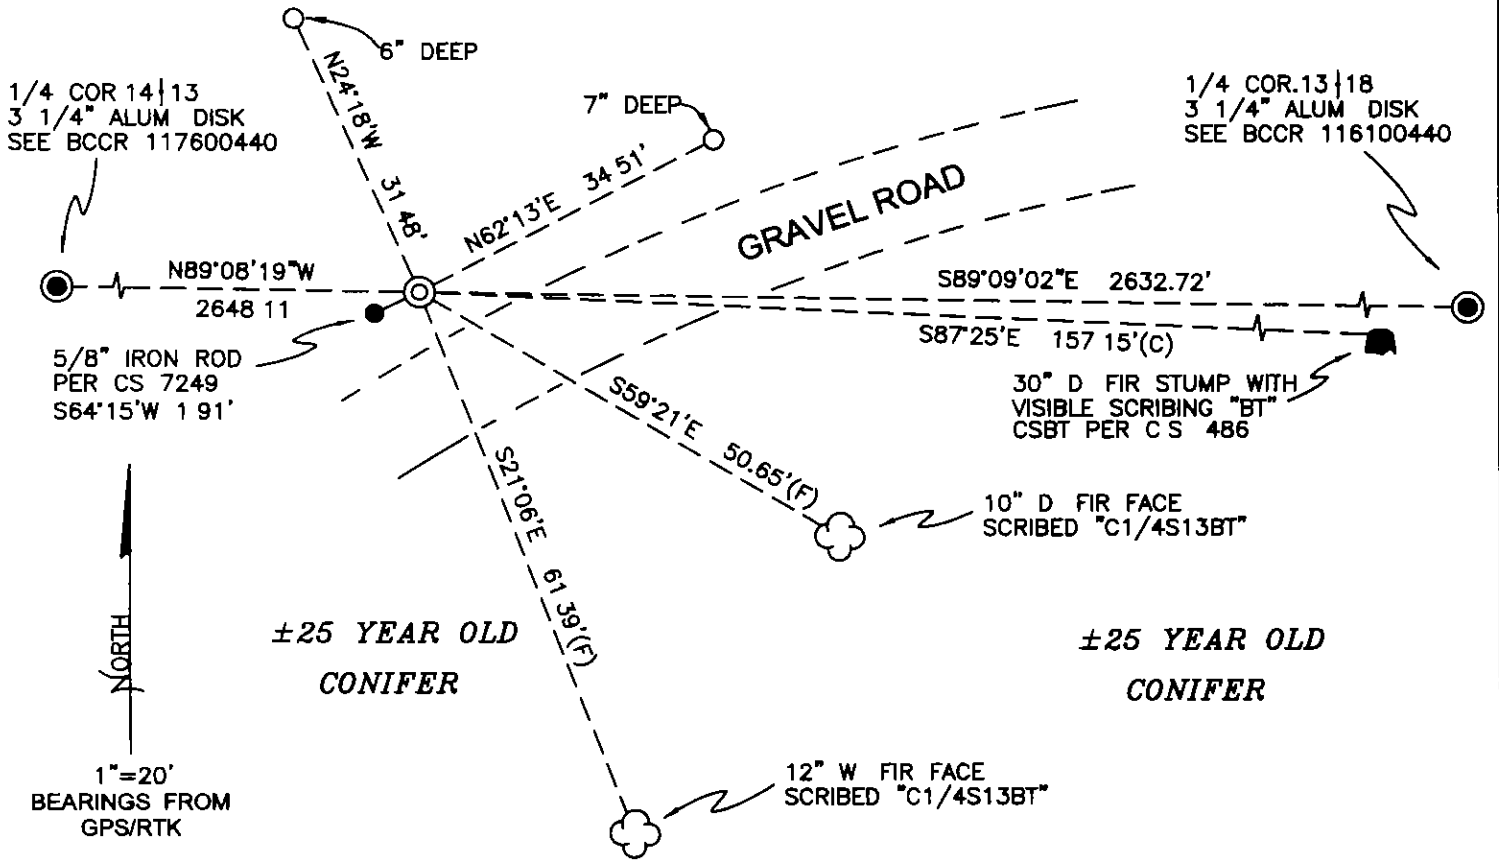 6" DEEP
1/4 COR 14|13
3 1/4" ALUM DISK
SEE BCCR 117600440
N24°18'W 31 48'
7" DEEP
1/4 COR.13|18
3 1/4" ALUM DISK
SEE BCCR 116100440
N62°13'E 34 51'
GRAVEL ROAD
N89°08'19"W
2648 11
S89°09'02"E 2632.72'
S87°25'E 157 15'(C)
5/8" IRON ROD
PER CS 7249
S64°15'W 1 91'
30" D FIR STUMP WITH
VISIBLE SCRIBING "BT"
CSBT PER C S 486
S59°21'E 50.65'(F)
S21°06'E 61 39'(F)
10" D FIR FACE
SCRIBED "C1/4S13BT"
NORTH
±25 YEAR OLD
CONIFER
±25 YEAR OLD
CONIFER
1"=20'
BEARINGS FROM
GPS/RTK
12" W FIR FACE
SCRIBED "C1/4S13BT"